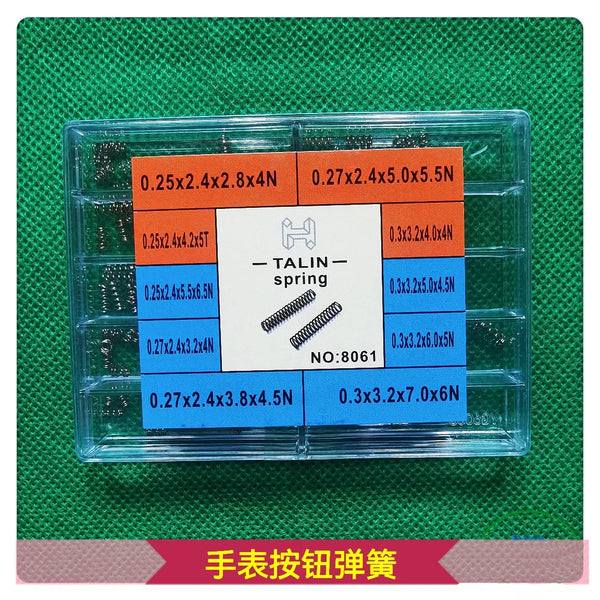 0.25x2.4x2.8x4N
0.27x2.4x5.0x5.5N
0.25x2.4x4.2x5T
0.3x3.2x4.0x4N
0.25x2.4x5.5x6.5N
0.3x3.2x5.0x4.5N
0.27x2.4x3.2x4N
0.3x3.2x6.0x5N
0.27x2.4x3.8x4.5N
0.3x3.2x7.0x6N
—TALIN—
spring
NO:8061
手表按钮弹簧